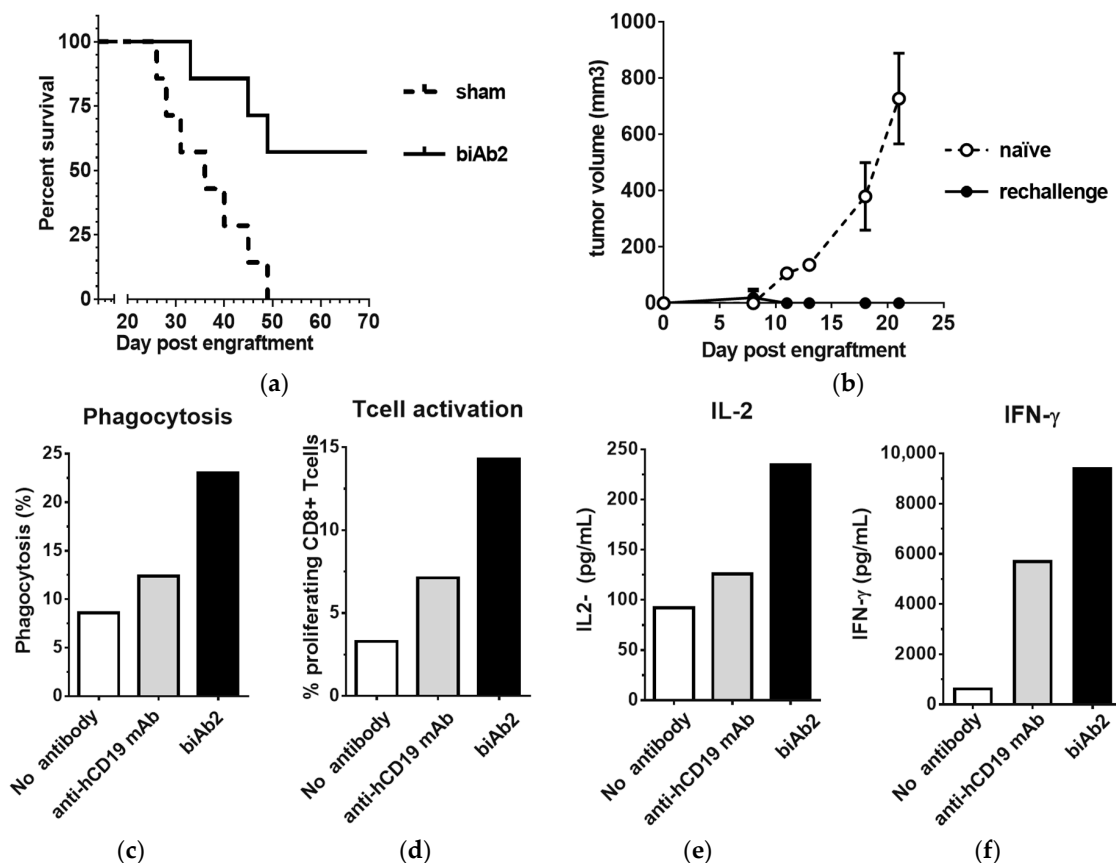 100
75
50
25
0
Percent survival
20 30 40 50 60 70
Day post engraftment
sham
biAb2
(a)
1000
800
600
400
200
0
tumor volume (mm3)
0 5 10 15 20 25
Day post engraftment
naïve
rechallenge
(b)
Phagocytosis
25
20
15
10
5
0
Phagocytosis (%)
No antibody
anti-hCD19 mAb
biAb2
(c)
Tcell activation
15
10
5
0
% proliferating CD8+ Tcells
No antibody
anti-hCD19 mAb
biAb2
(d)
IL-2
250
200
150
100
50
0
IL2- (pg/mL)
No antibody
anti-hCD19 mAb
biAb2
(e)
IFN-γ
10,000
8000
6000
4000
2000
0
IFN-γ (pg/mL)
No antibody
anti-hCD19 mAb
biAb2
(f)